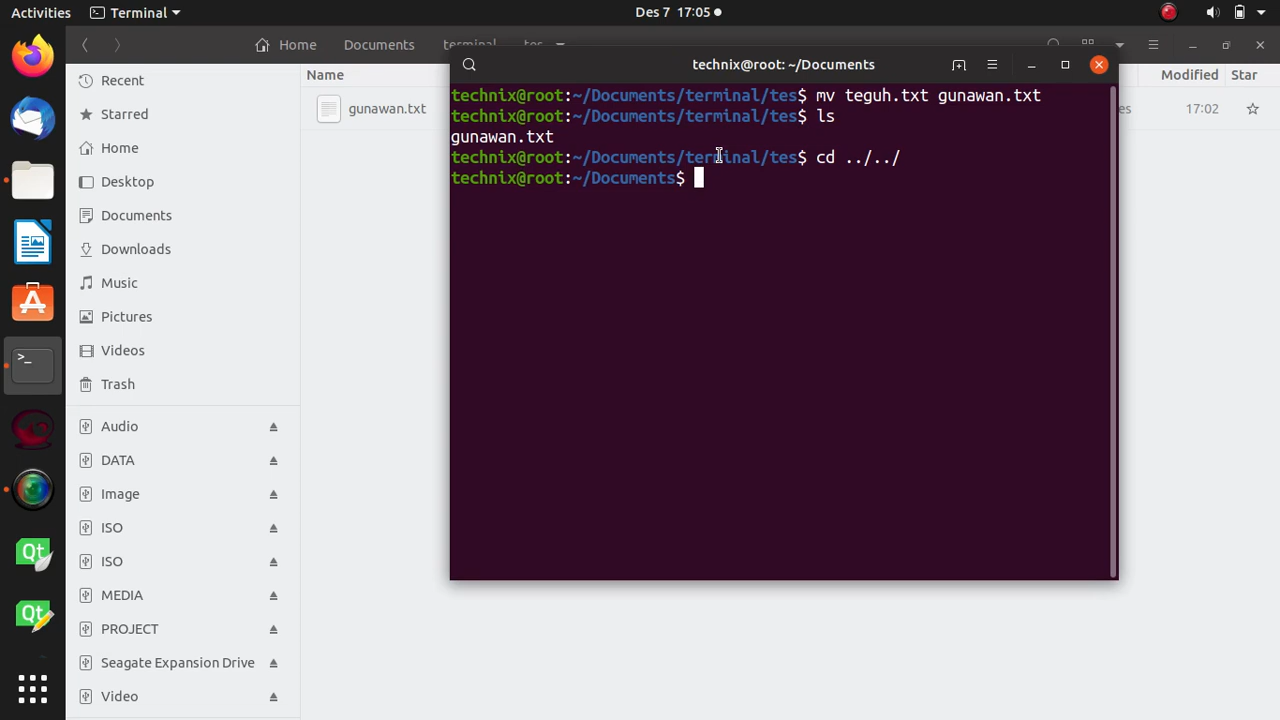 Activities
Terminal
Des 7 17:05
Home
Documents
terminal
tes
technix@root: ~/Documents
Name
Modified
Star
Recent
Starred
Home
Desktop
Documents
Downloads
Music
Pictures
Videos
Trash
Audio
DATA
Image
ISO
ISO
MEDIA
PROJECT
Seagate Expansion Drive
Video
gunawan.txt
17:02
technix@root:~/Documents/terminal/tes$ mv teguh.txt gunawan.txt
technix@root:~/Documents/terminal/tes$ ls
gunawan.txt
technix@root:~/Documents/terminal/tes$ cd ../../
technix@root:~/Documents$
Qt
Qt